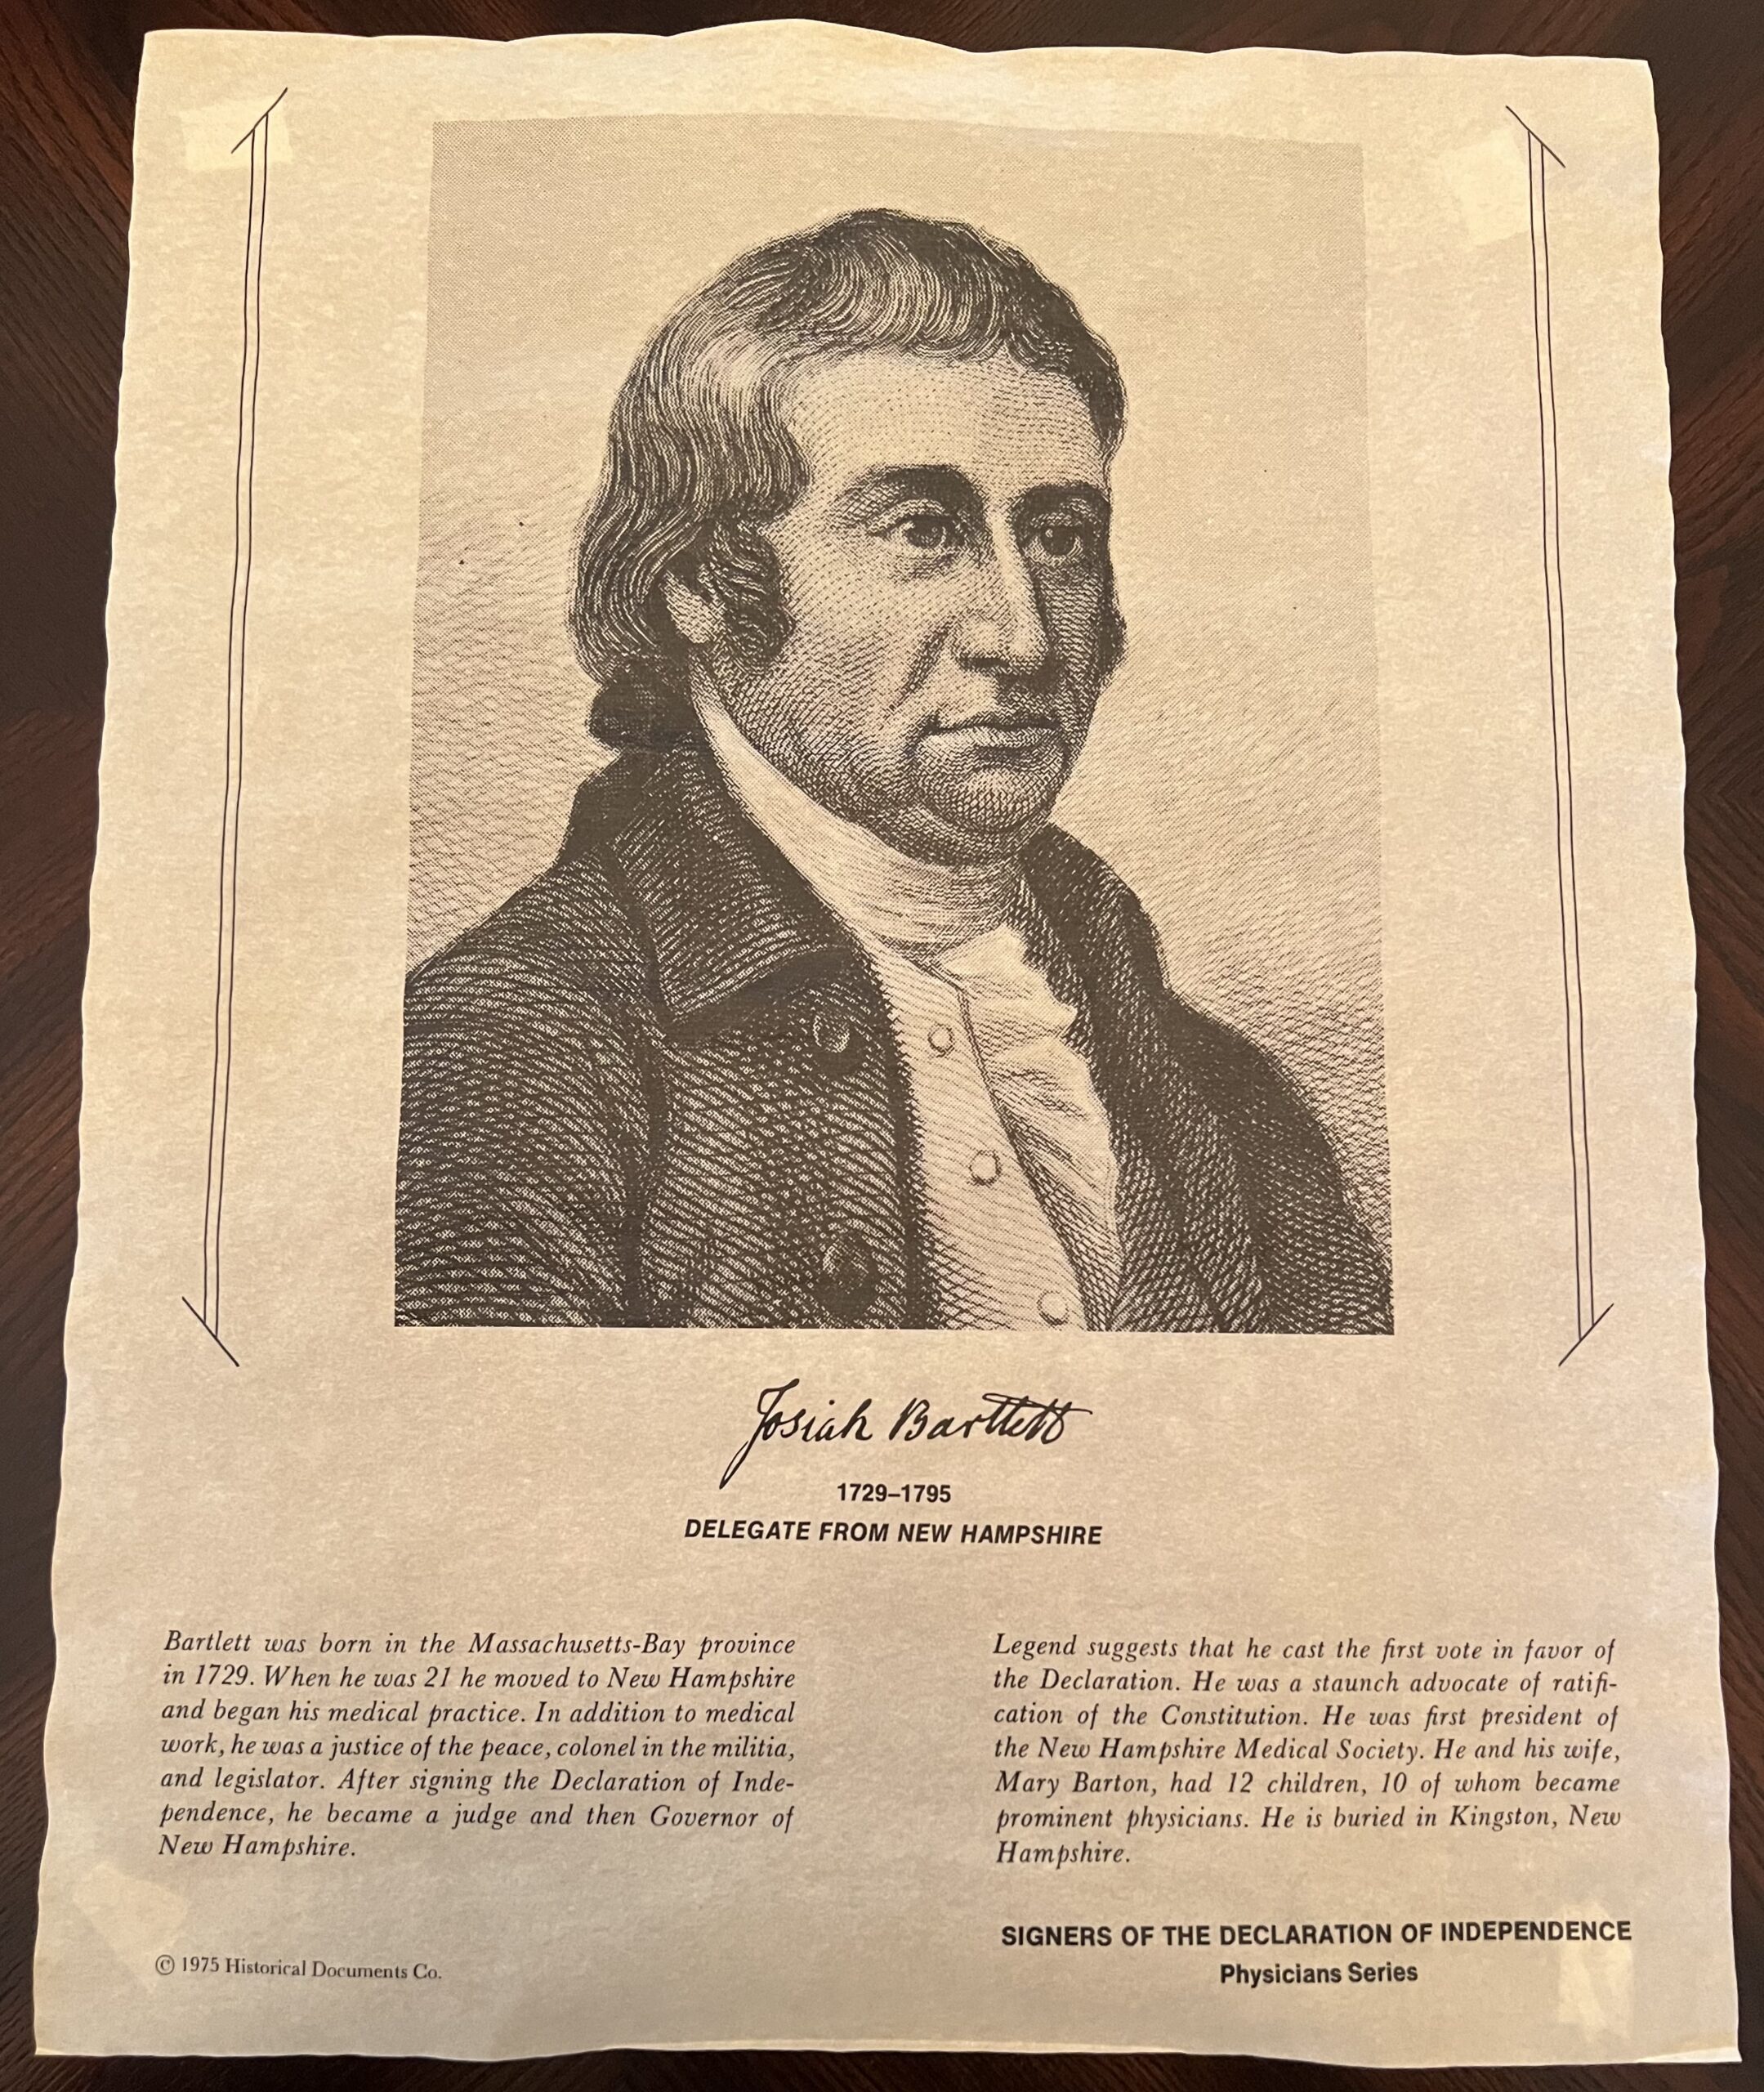 Josiah Bartlett
1729–1795
DELEGATE FROM NEW HAMPSHIRE
Bartlett was born in the Massachusetts-Bay province
in 1729. When he was 21 he moved to New Hampshire
and began his medical practice. In addition to medical
work, he was a justice of the peace, colonel in the militia,
and legislator. After signing the Declaration of Inde-
pendence, he became a judge and then Governor of
New Hampshire.
Legend suggests that he cast the first vote in favor of
the Declaration. He was a staunch advocate of ratifi-
cation of the Constitution. He was first president of
the New Hampshire Medical Society. He and his wife,
Mary Barton, had 12 children, 10 of whom became
prominent physicians. He is buried in Kingston, New
Hampshire.
SIGNERS OF THE DECLARATION OF INDEPENDENCE
Physicians Series
© 1975 Historical Documents Co.